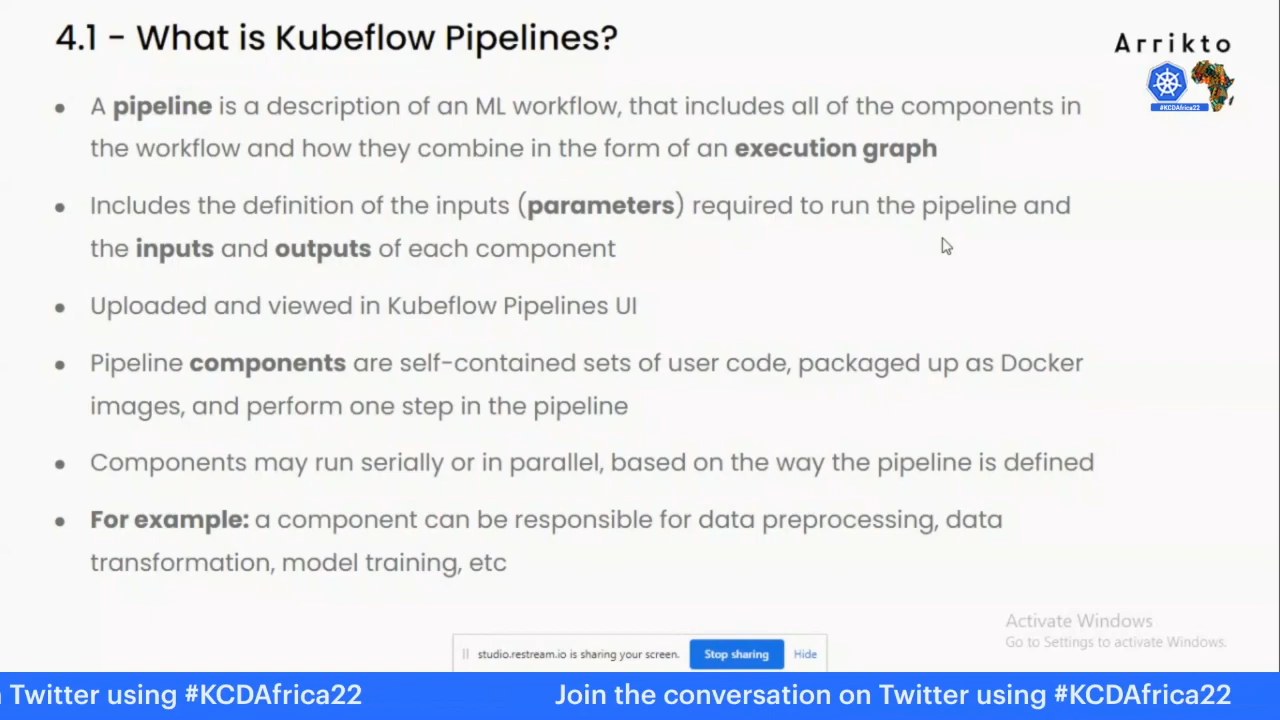 4.1 - What is Kubeflow Pipelines?
Arrikto
#KCDAfrica22
• A pipeline is a description of an ML workflow, that includes all of the components in
the workflow and how they combine in the form of an execution graph
• Includes the definition of the inputs (parameters) required to run the pipeline and
the inputs and outputs of each component
• Uploaded and viewed in Kubeflow Pipelines UI
• Pipeline components are self-contained sets of user code, packaged up as Docker
images, and perform one step in the pipeline
• Components may run serially or in parallel, based on the way the pipeline is defined
• For example: a component can be responsible for data preprocessing, data
transformation, model training, etc
Activate Windows
Go to Settings to activate Windows.
studio.restream.io is sharing your screen. Stop sharing Hide
n Twitter using #KCDAfrica22 Join the conversation on Twitter using #KCDAfrica22